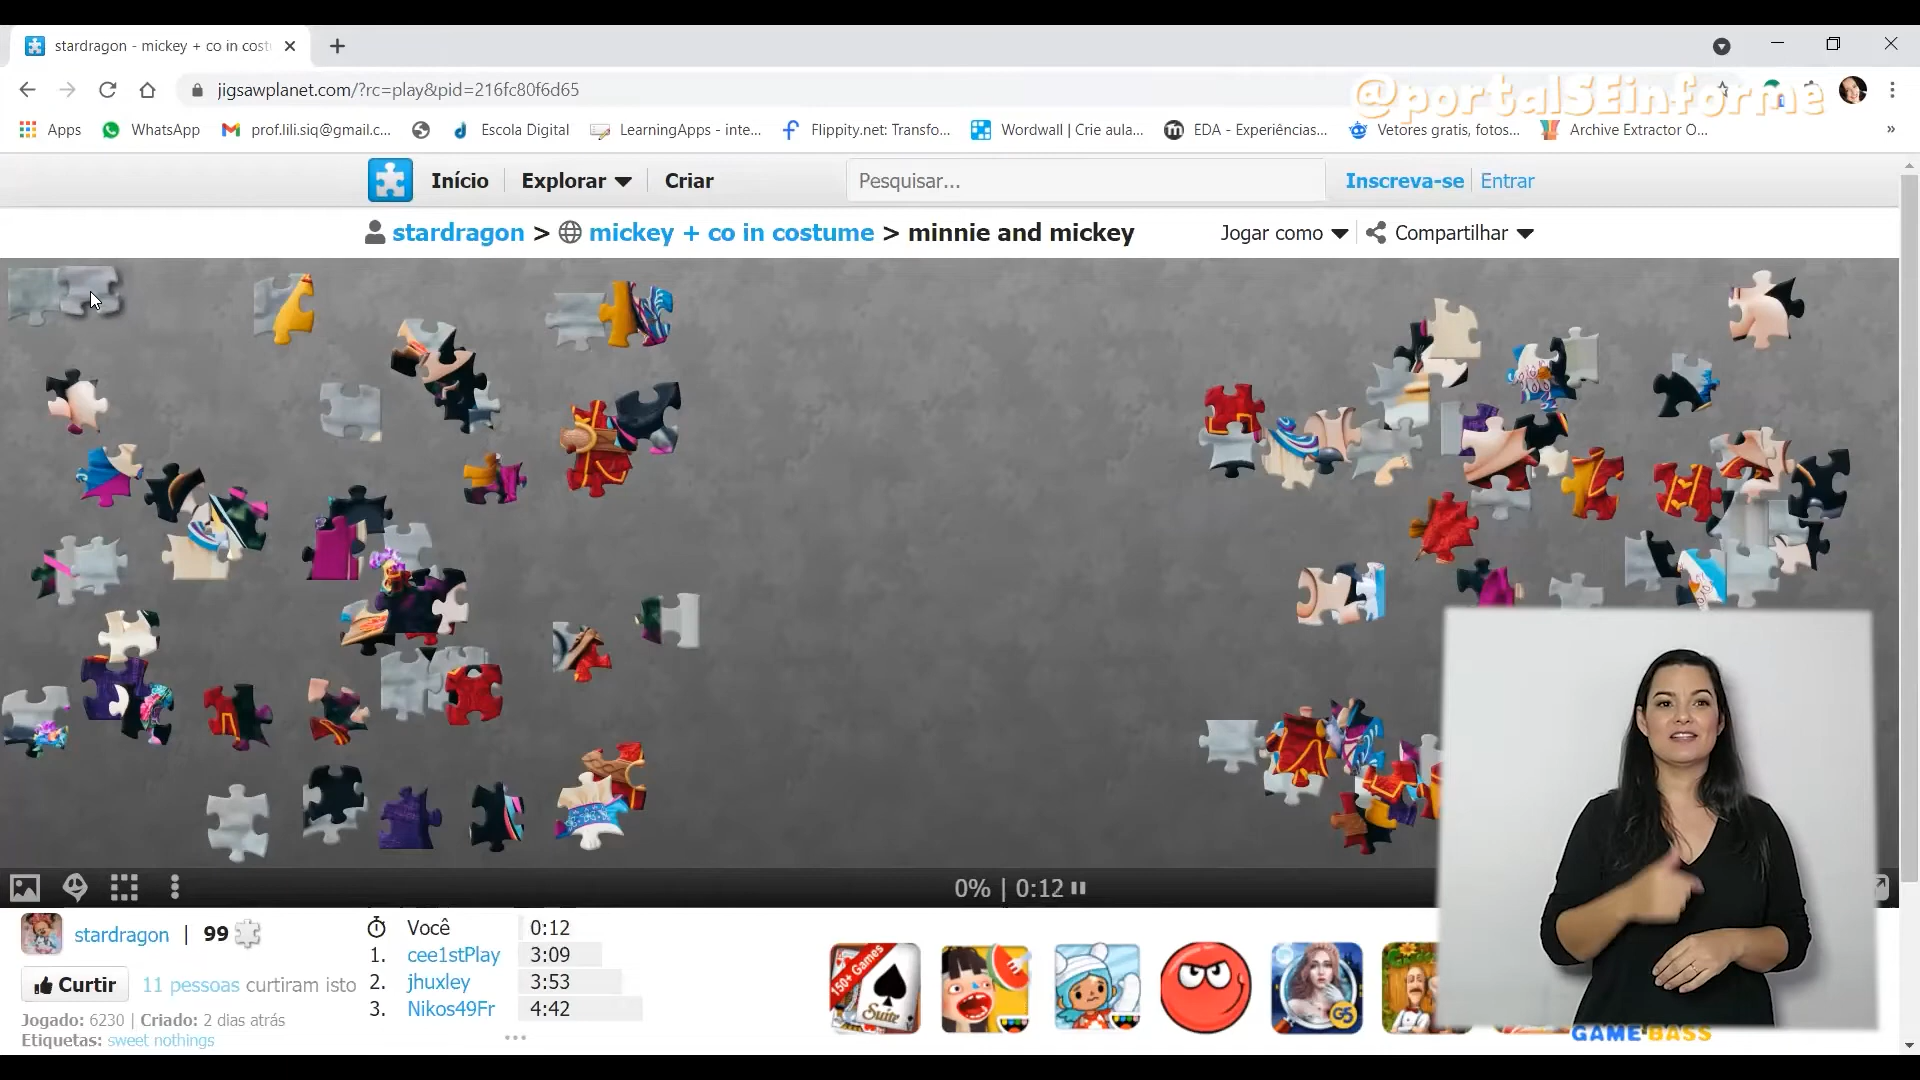 stardragon - mickey + co in cost
jigsawplanet.com/?rc=play&pid=216fc80f6d65
@portalSEinforme
Apps WhatsApp prof.lili.siq@gmail.c... Escola Digital LearningApps - inte... Flippity.net: Transfo... Wordwall | Crie aula... EDA - Experiências... Vetores gratis, fotos... Archive Extractor O... »
Início Explorar Criar Pesquisar... Inscreva-se Entrar
stardragon > mickey + co in costume > minnie and mickey Jogar como Compartilhar
0% | 0:12
stardragon | 99
Você 0:12
1. cee1stPlay 3:09
2. jhuxley 3:53
3. Nikos49Fr 4:42
Curtir 11 pessoas curtiram isto
Jogado: 6230 | Criado: 2 dias atrás
Etiquetas: sweet nothings
150+ Games
Suite
G5
GAME BASS